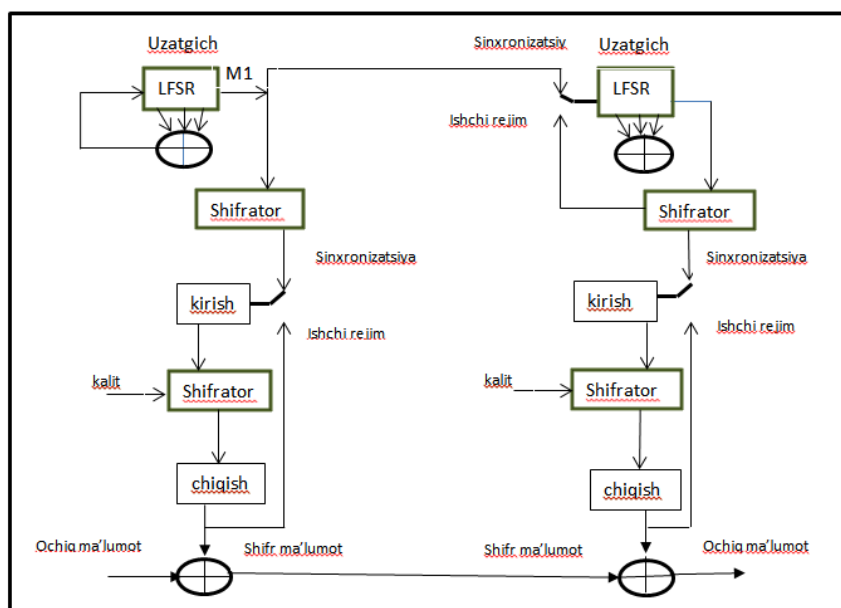 Uzatgich
Sinxronizatsiy
Uzatgich
M1
LFSR
LFSR
Ishchi rejim
Shifrator
Shifrator
Sinxronizatsiya
Sinxronizatsiya
kirish
kirish
Ishchi rejim
Ishchi rejim
kalit
Shifrator
kalit
Shifrator
chiqish
chiqish
Ochiq ma'lumot
Shifr ma'lumot
Shifr ma'lumot
Ochiq ma'lumot